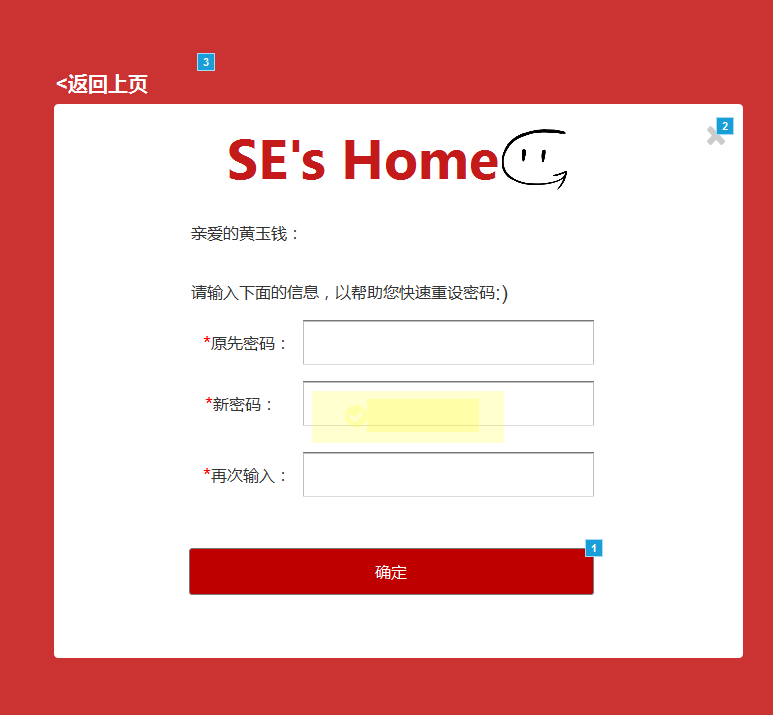 3
<返回上页
2
SE's Home
亲爱的黄玉钱：
请输入下面的信息，以帮助您快速重设密码:)
*原先密码：
*新密码：
*再次输入：
1
确定